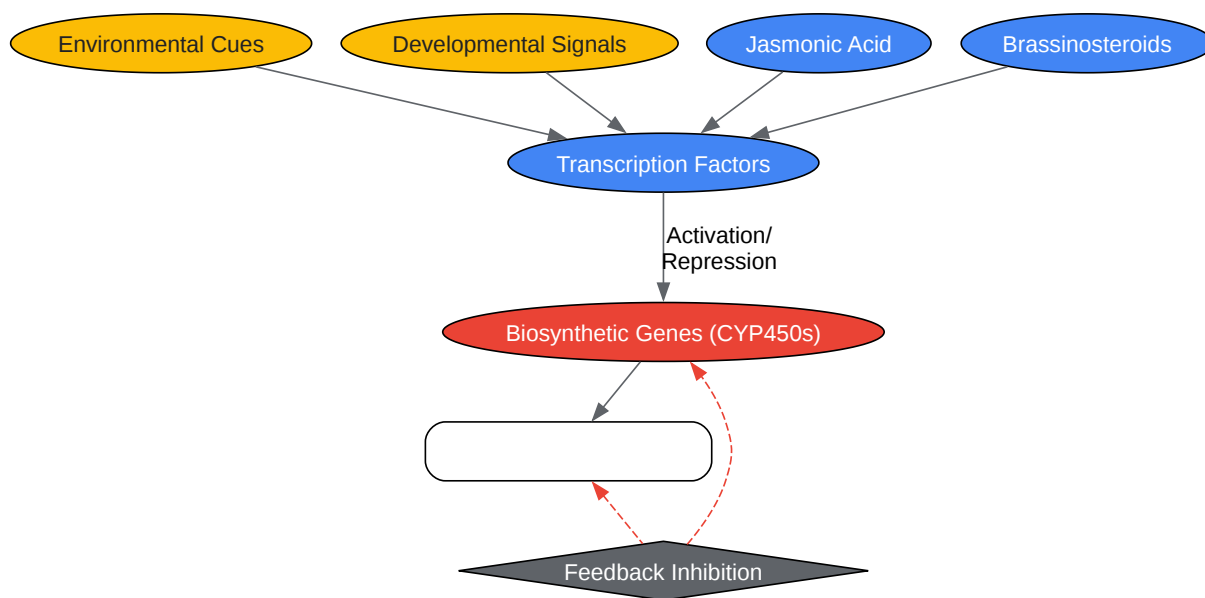 Environmental Cues
Developmental Signals
Jasmonic Acid
Brassinosteroids
Transcription Factors
Activation/
Repression
Biosynthetic Genes (CYP450s)
Feedback Inhibition